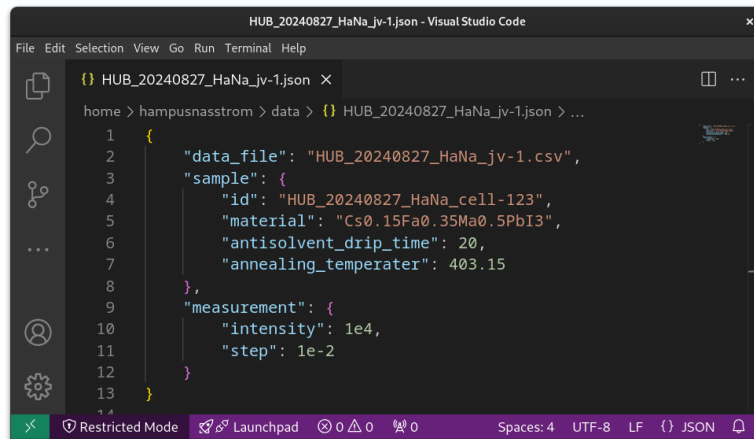 HUB_20240827_HaNa_jv-1.json - Visual Studio Code
File Edit Selection View Go Run Terminal Help
{} HUB_20240827_HaNa_jv-1.json ×
home > hampusnasstrom > data > {} HUB_20240827_HaNa_jv-1.json > ...
1 {
2 "data_file": "HUB_20240827_HaNa_jv-1.csv",
3 "sample": {
4 "id": "HUB_20240827_HaNa_cell-123",
5 "material": "Cs0.15Fa0.35Ma0.5PbI3",
6 "antisolvent_drip_time": 20,
7 "annealing_temperater": 403.15
8 },
9 "measurement": {
10 "intensity": 1e4,
11 "step": 1e-2
12 }
13 }
14
Restricted Mode Launchpad 0 0 0 Spaces: 4 UTF-8 LF {} JSON